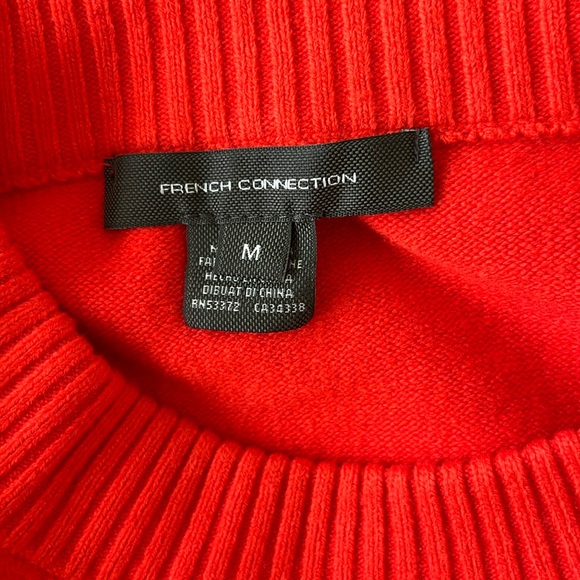 FRENCH CONNECTION
M
DIBUAT DI CHINA
RN53372 CA34338